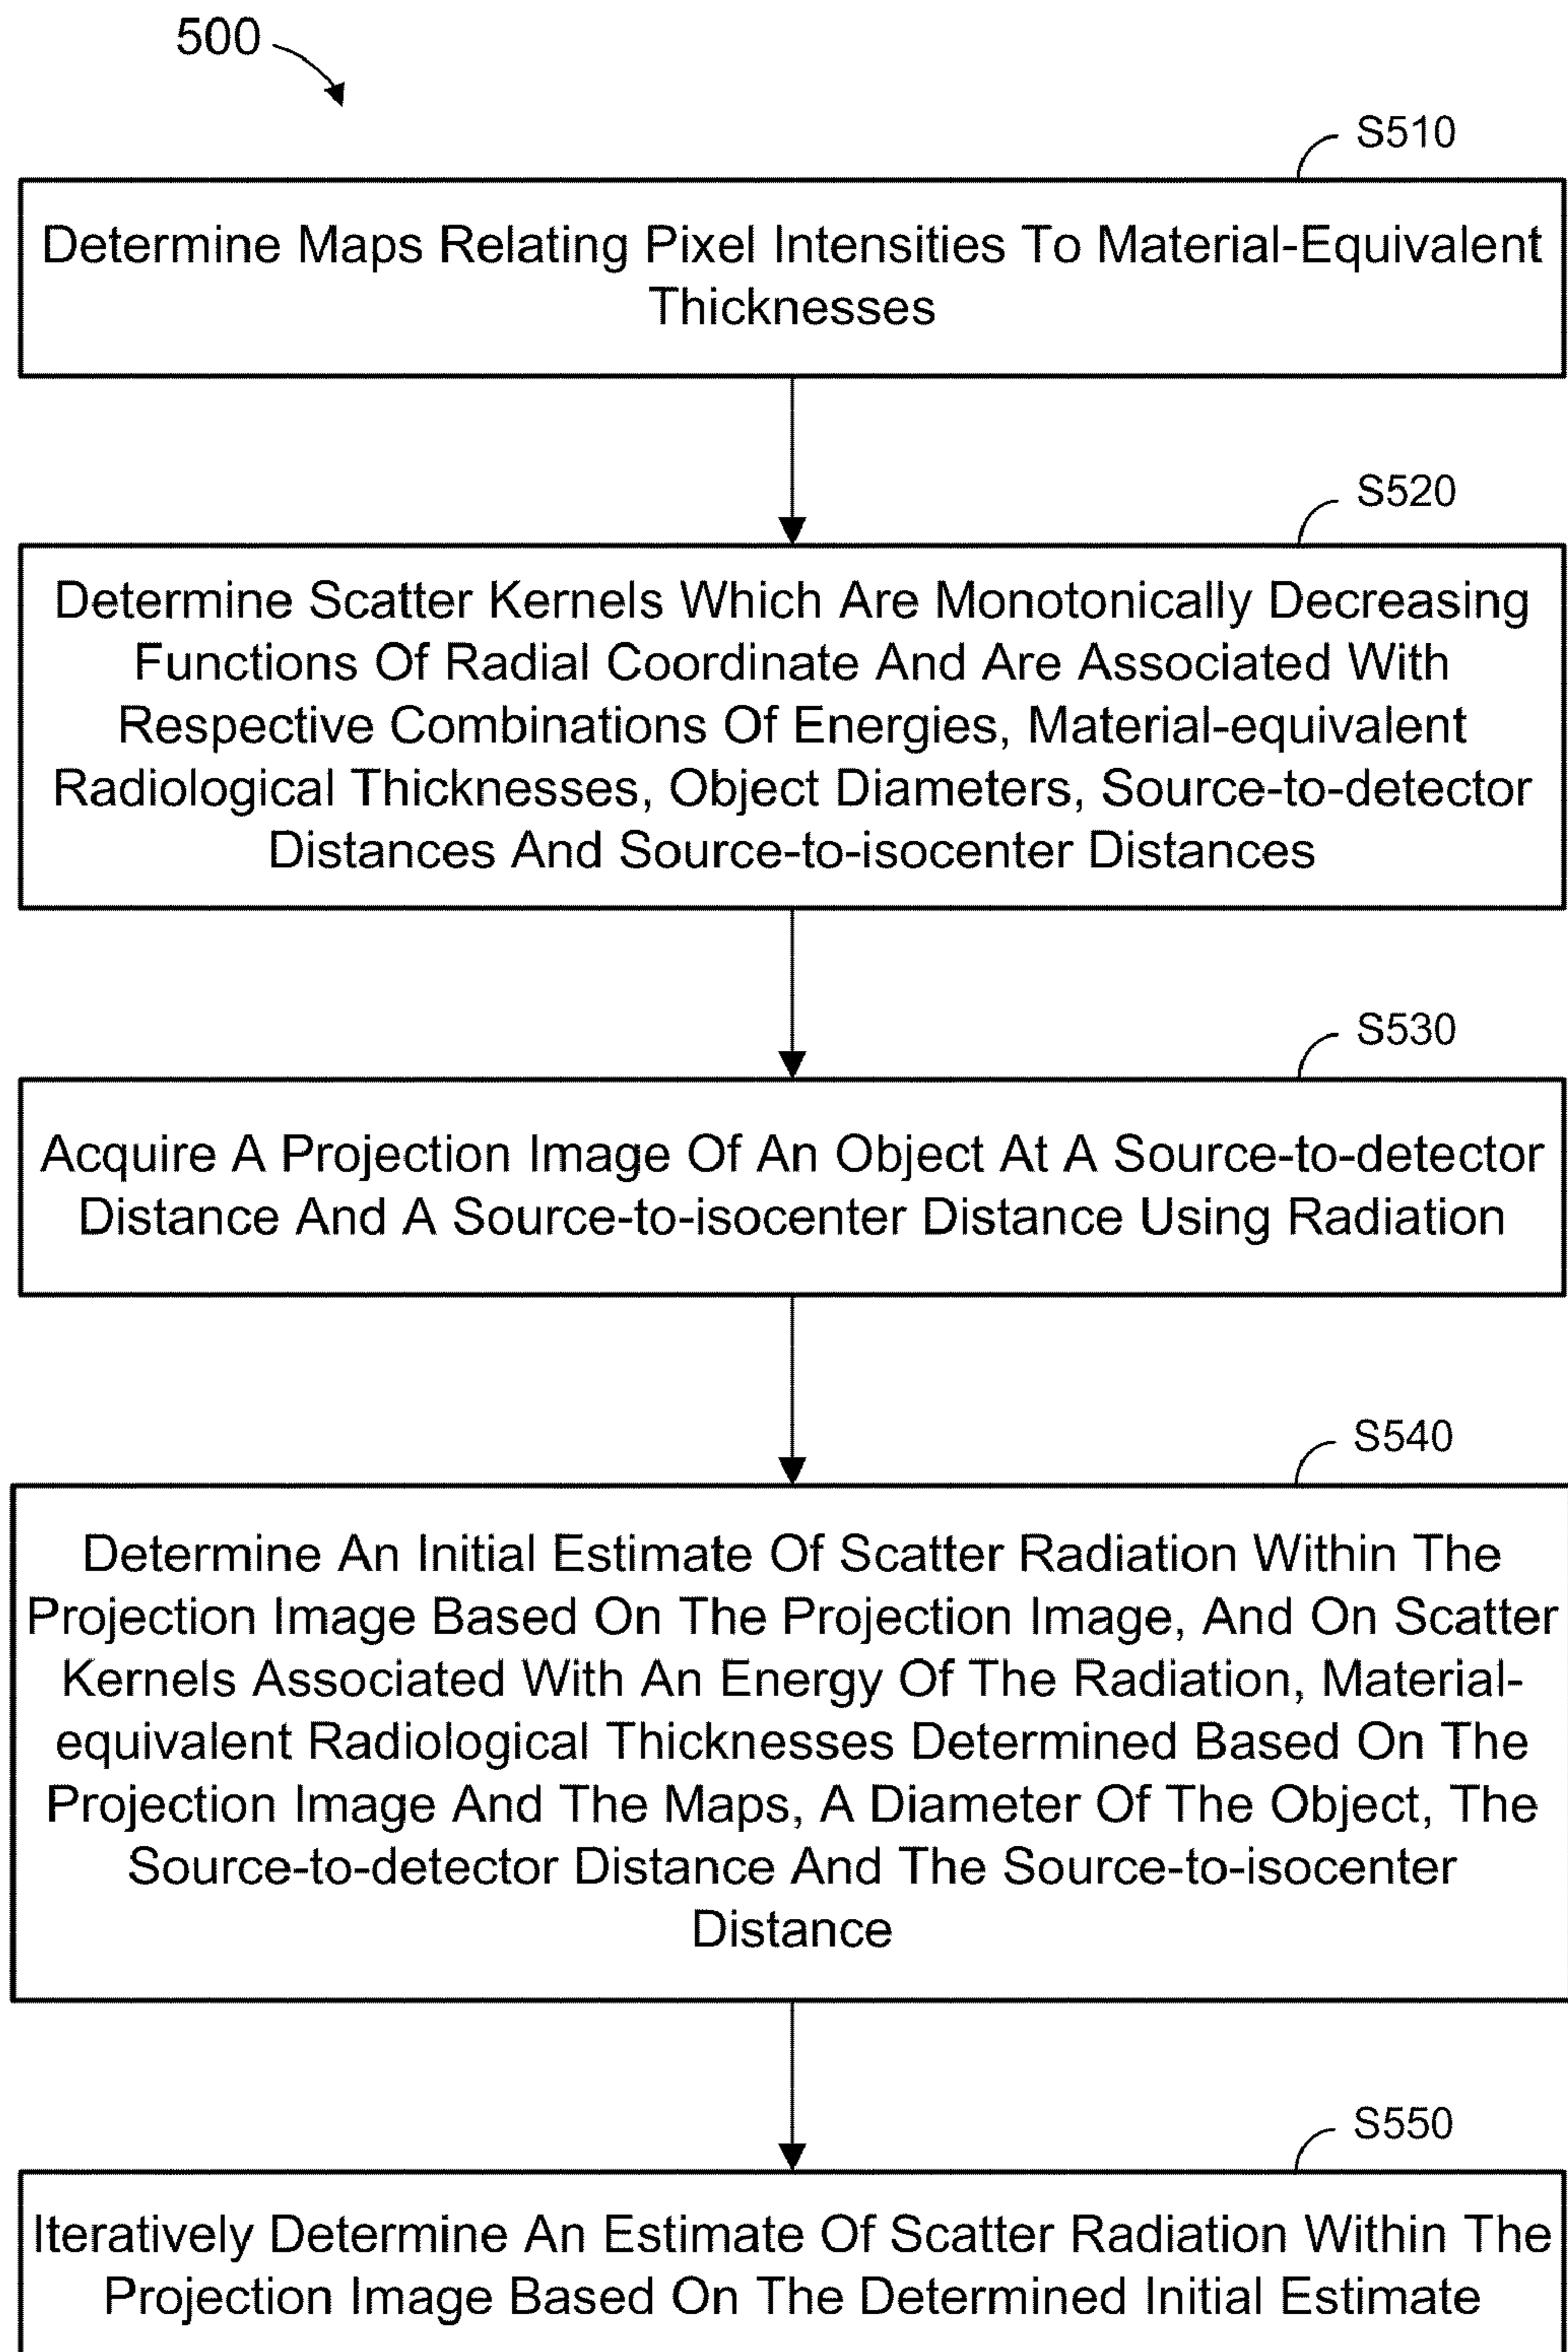 500
S510
Determine Maps Relating Pixel Intensities To Material-Equivalent
Thicknesses
S520
Determine Scatter Kernels Which Are Monotonically Decreasing
Functions Of Radial Coordinate And Are Associated With
Respective Combinations Of Energies, Material-equivalent
Radiological Thicknesses, Object Diameters, Source-to-detector
Distances And Source-to-isocenter Distances
S530
Acquire A Projection Image Of An Object At A Source-to-detector
Distance And A Source-to-isocenter Distance Using Radiation
S540
Determine An Initial Estimate Of Scatter Radiation Within The
Projection Image Based On The Projection Image, And On Scatter
Kernels Associated With An Energy Of The Radiation, Material-
equivalent Radiological Thicknesses Determined Based On The
Projection Image And The Maps, A Diameter Of The Object, The
Source-to-detector Distance And The Source-to-isocenter
Distance
S550
Iteratively Determine An Estimate Of Scatter Radiation Within The
Projection Image Based On The Determined Initial Estimate